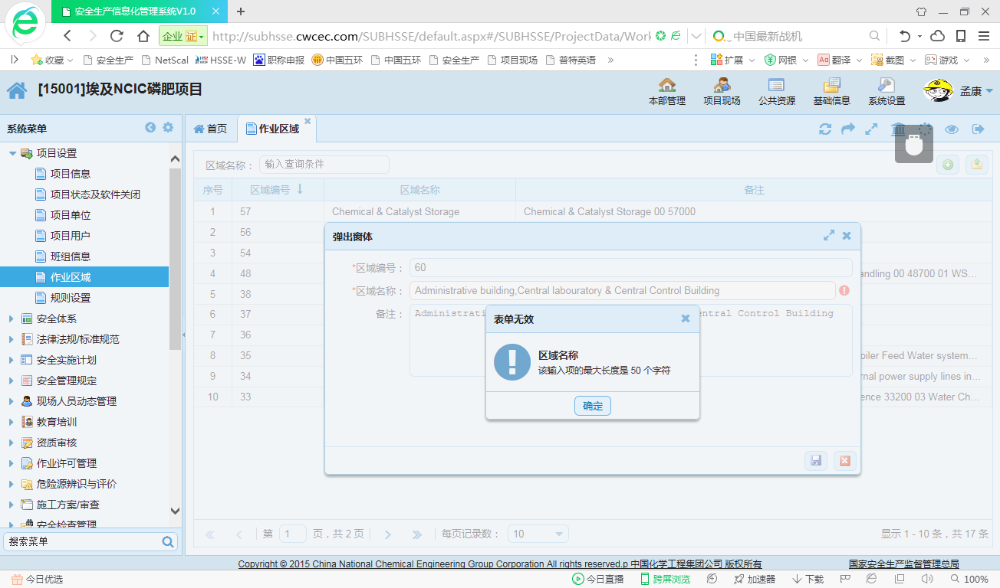 安全生产信息化管理系统V1.0
企业 证
http://subhsse.cwcec.com/SUBHSSE/default.aspx#/SUBHSSE/ProjectData/Work
中国最新战机
收藏 安全生产 NetScal HSSE-W 职称申报 中国五环 中国五环 安全生产 项目现场 普特英语 » 扩展 网银 翻译 截图 游戏 »
[15001]埃及NCIC磷肥项目
本部管理 项目现场 公共资源 基础信息 系统设置 孟康
系统菜单
首页 作业区域
项目设置
项目信息
项目状态及软件关闭
项目单位
项目用户
班组信息
作业区域
规则设置
安全体系
法律法规/标准规范
安全实施计划
安全管理规定
现场人员动态管理
教育培训
资质审核
作业许可管理
危险源辨识与评价
施工方案/审查
安全检查管理
搜索菜单
区域名称： 输入查询条件
序号 区域编号 ↓ 区域名称 备注
1 57 Chemical & Catalyst Storage Chemical & Catalyst Storage 00 57000
2 56
3 54
4 48 andling 00 48700 01 WS...
5 38
6 37
7 36
8 35 oiler Feed Water system...
9 34 nal power supply lines in...
10 33 ence 33200 03 Water Ch...
弹出窗体
*区域编号： 60
*区域名称： Administrative building,Central labouratory & Central Control Building
备注： Administrati entral Control Building
表单无效
区域名称
该输入项的最大长度是 50 个字符
确定
第 1 页，共 2 页 每页记录数： 10 显示 1 - 10 条，共 17 条
Copyright © 2015 China National Chemical Engineering Group Corporation All rights reserved.p 中国化学工程集团公司 版权所有 国家安全生产监督管理总局
今日优选 今日直播 跨屏浏览 加速器 下载 100%